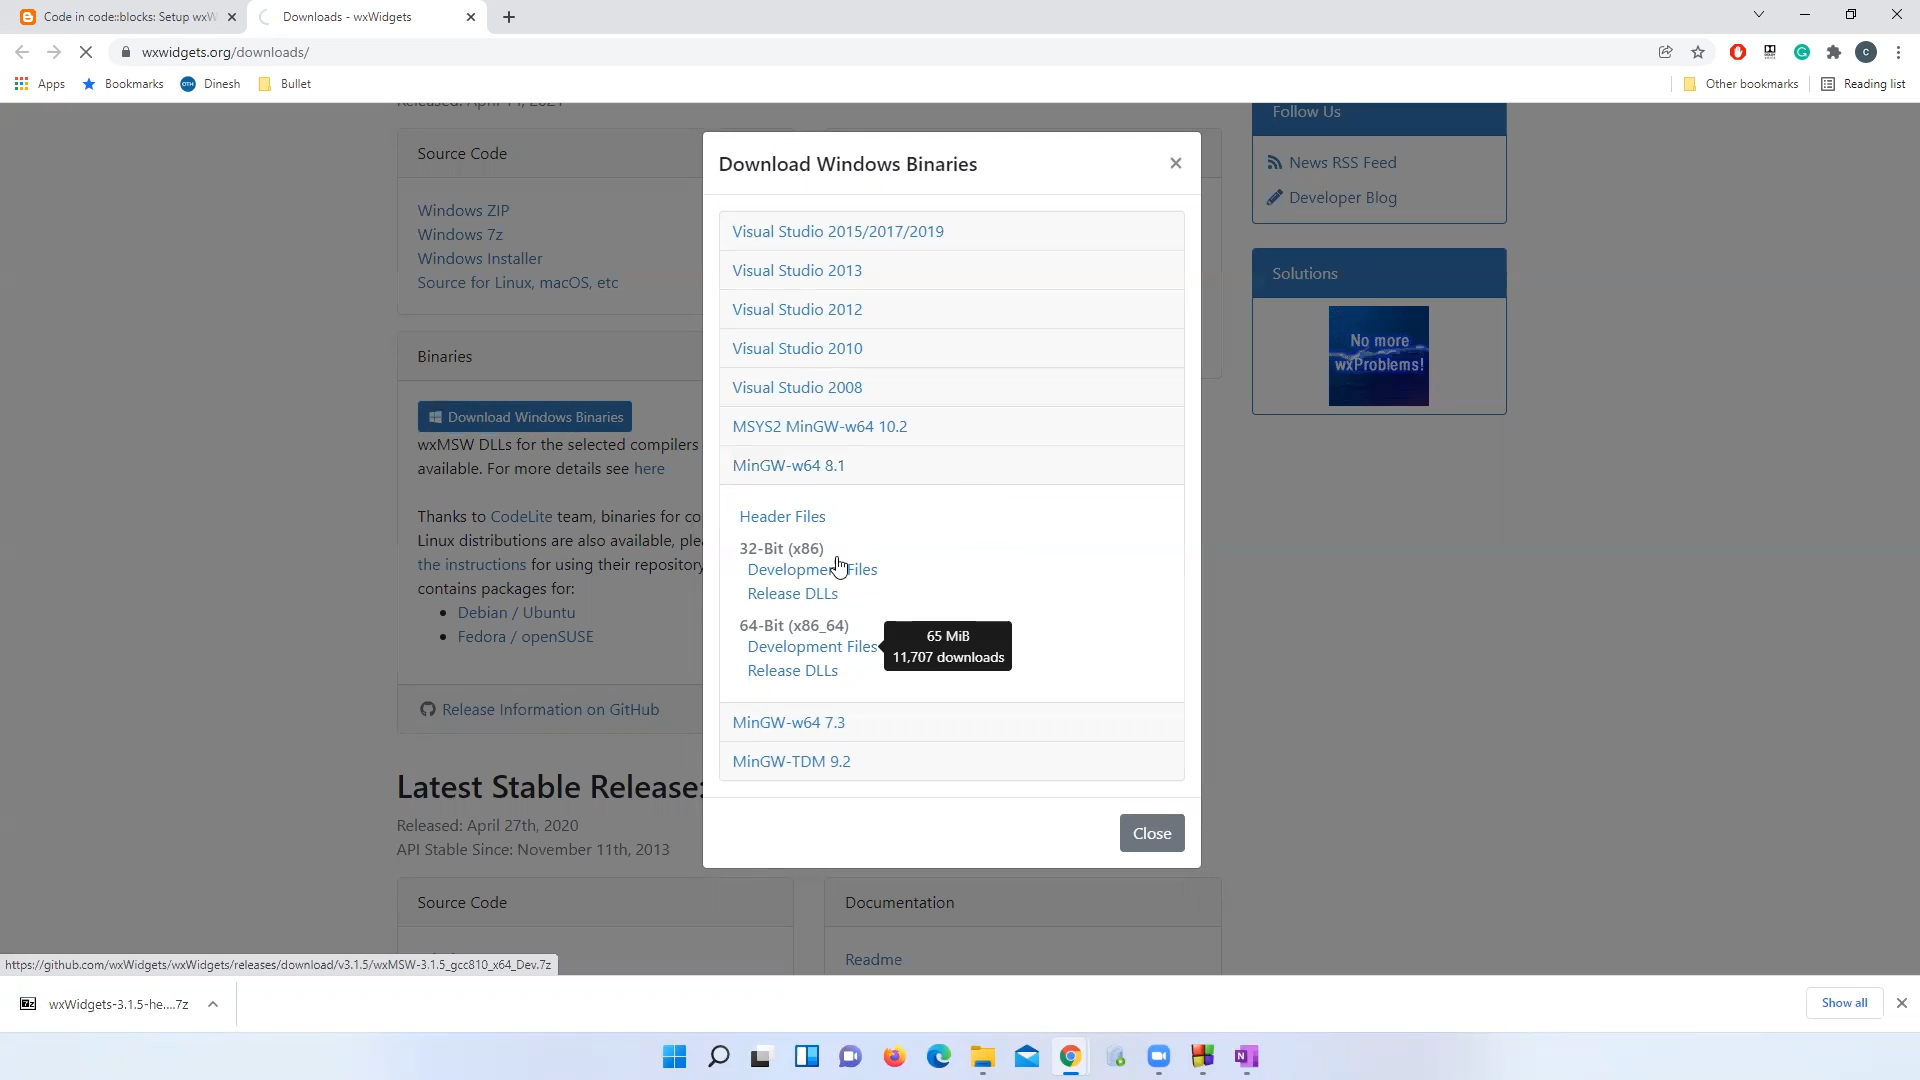 Code in code::blocks: Setup wxW
Downloads - wxWidgets
wxwidgets.org/downloads/
Apps
Bookmarks
Dinesh
Bullet
Other bookmarks
Reading list
Released: April 14, 2021
Source Code
Windows ZIP
Windows 7z
Windows Installer
Source for Linux, macOS, etc
Binaries
Download Windows Binaries
wxMSW DLLs for the selected compilers
available. For more details see here
Thanks to CodeLite team, binaries for co
Linux distributions are also available, ple
the instructions for using their repository
contains packages for:
• Debian / Ubuntu
• Fedora / openSUSE
Release Information on GitHub
Latest Stable Release:
Released: April 27th, 2020
API Stable Since: November 11th, 2013
Source Code
Documentation
Readme
Download Windows Binaries
×
Visual Studio 2015/2017/2019
Visual Studio 2013
Visual Studio 2012
Visual Studio 2010
Visual Studio 2008
MSYS2 MinGW-w64 10.2
MinGW-w64 8.1
Header Files
32-Bit (x86)
Development Files
Release DLLs
64-Bit (x86_64)
Development Files
65 MiB
11,707 downloads
Release DLLs
MinGW-w64 7.3
MinGW-TDM 9.2
Close
Follow Us
News RSS Feed
Developer Blog
Solutions
No more
wxProblems!
https://github.com/wxWidgets/wxWidgets/releases/download/v3.1.5/wxMSW-3.1.5_gcc810_x64_Dev.7z
wxWidgets-3.1.5-he....7z
Show all